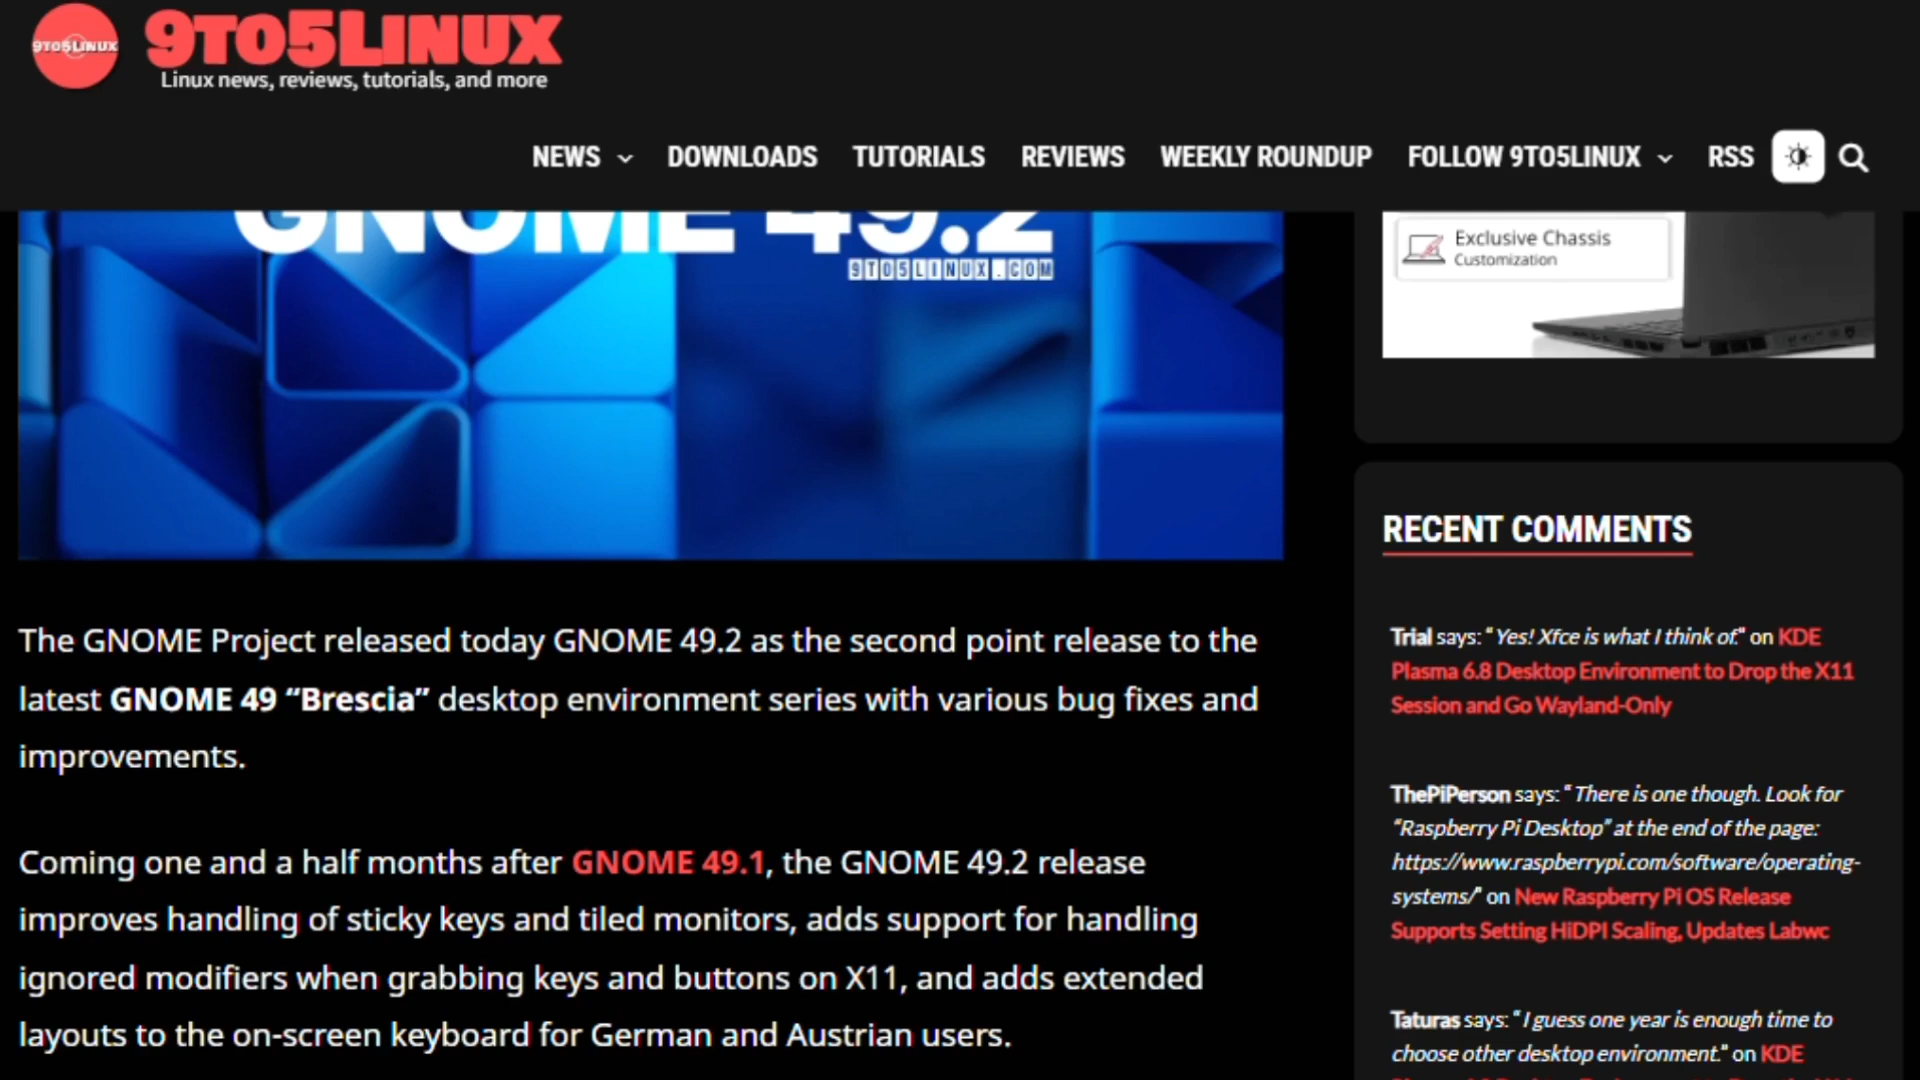 9TO5LINUX
9TO5LINUX
Linux news, reviews, tutorials, and more
NEWS DOWNLOADS TUTORIALS REVIEWS WEEKLY ROUNDUP FOLLOW 9TO5LINUX RSS
GNOME 49.2
9TO5LINUX.COM
The GNOME Project released today GNOME 49.2 as the second point release to the
latest GNOME 49 “Brescia” desktop environment series with various bug fixes and
improvements.
Coming one and a half months after GNOME 49.1, the GNOME 49.2 release
improves handling of sticky keys and tiled monitors, adds support for handling
ignored modifiers when grabbing keys and buttons on X11, and adds extended
layouts to the on-screen keyboard for German and Austrian users.
Exclusive Chassis
Customization
RECENT COMMENTS
Trial says: “Yes! Xfce is what I think of.” on KDE
Plasma 6.8 Desktop Environment to Drop the X11
Session and Go Wayland-Only
ThePiPerson says: “There is one though. Look for
“Raspberry Pi Desktop” at the end of the page:
https://www.raspberrypi.com/software/operating-
systems/” on New Raspberry Pi OS Release
Supports Setting HiDPI Scaling, Updates Labwc
Taturas says: “I guess one year is enough time to
choose other desktop environment.” on KDE